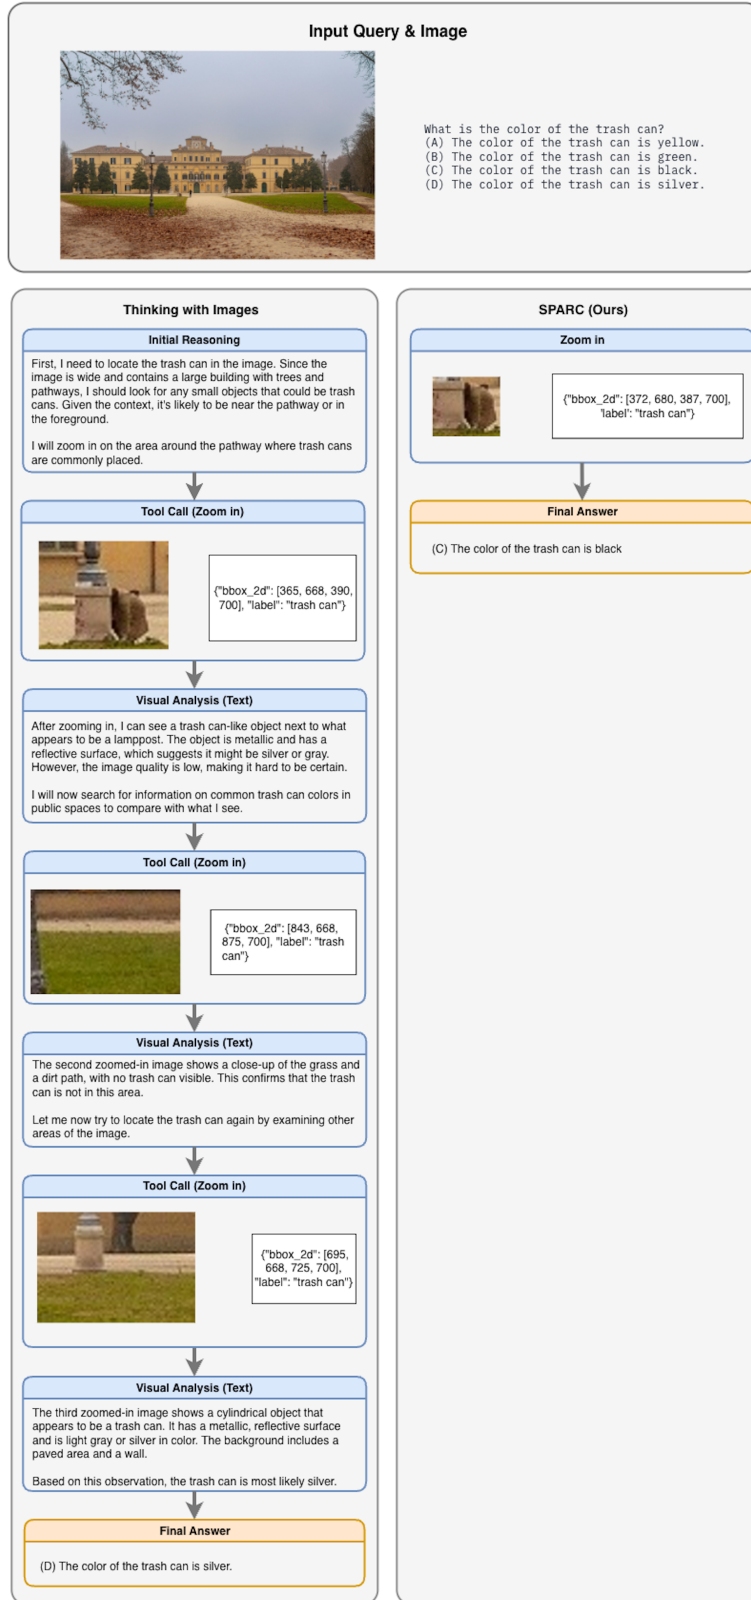 Input Query & Image
What is the color of the trash can?
(A) The color of the trash can is yellow.
(B) The color of the trash can is green.
(C) The color of the trash can is black.
(D) The color of the trash can is silver.
Thinking with Images
Initial Reasoning
First, I need to locate the trash can in the image. Since the
image is wide and contains a large building with trees and
pathways, I should look for any small objects that could be trash
cans. Given the context, it's likely to be near the pathway or in
the foreground.
I will zoom in on the area around the pathway where trash cans
are commonly placed.
Tool Call (Zoom in)
{"bbox_2d": [365, 668, 390,
700], "label": "trash can"}
Visual Analysis (Text)
After zooming in, I can see a trash can-like object next to what
appears to be a lamppost. The object is metallic and has a
reflective surface, which suggests it might be silver or gray.
However, the image quality is low, making it hard to be certain.
I will now search for information on common trash can colors in
public spaces to compare with what I see.
Tool Call (Zoom in)
{"bbox_2d": [843, 668,
875, 700], "label": "trash
can"}
Visual Analysis (Text)
The second zoomed-in image shows a close-up of the grass and
a dirt path, with no trash can visible. This confirms that the trash
can is not in this area.
Let me now try to locate the trash can again by examining other
areas of the image.
Tool Call (Zoom in)
{"bbox_2d": [695,
668, 725, 700],
"label": "trash can"}
Visual Analysis (Text)
The third zoomed-in image shows a cylindrical object that
appears to be a trash can. It has a metallic, reflective surface
and is light gray or silver in color. The background includes a
paved area and a wall.
Based on this observation, the trash can is most likely silver.
Final Answer
(D) The color of the trash can is silver.
SPARC (Ours)
Zoom in
{"bbox_2d": [372, 680, 387, 700],
'label': "trash can"}
Final Answer
(C) The color of the trash can is black